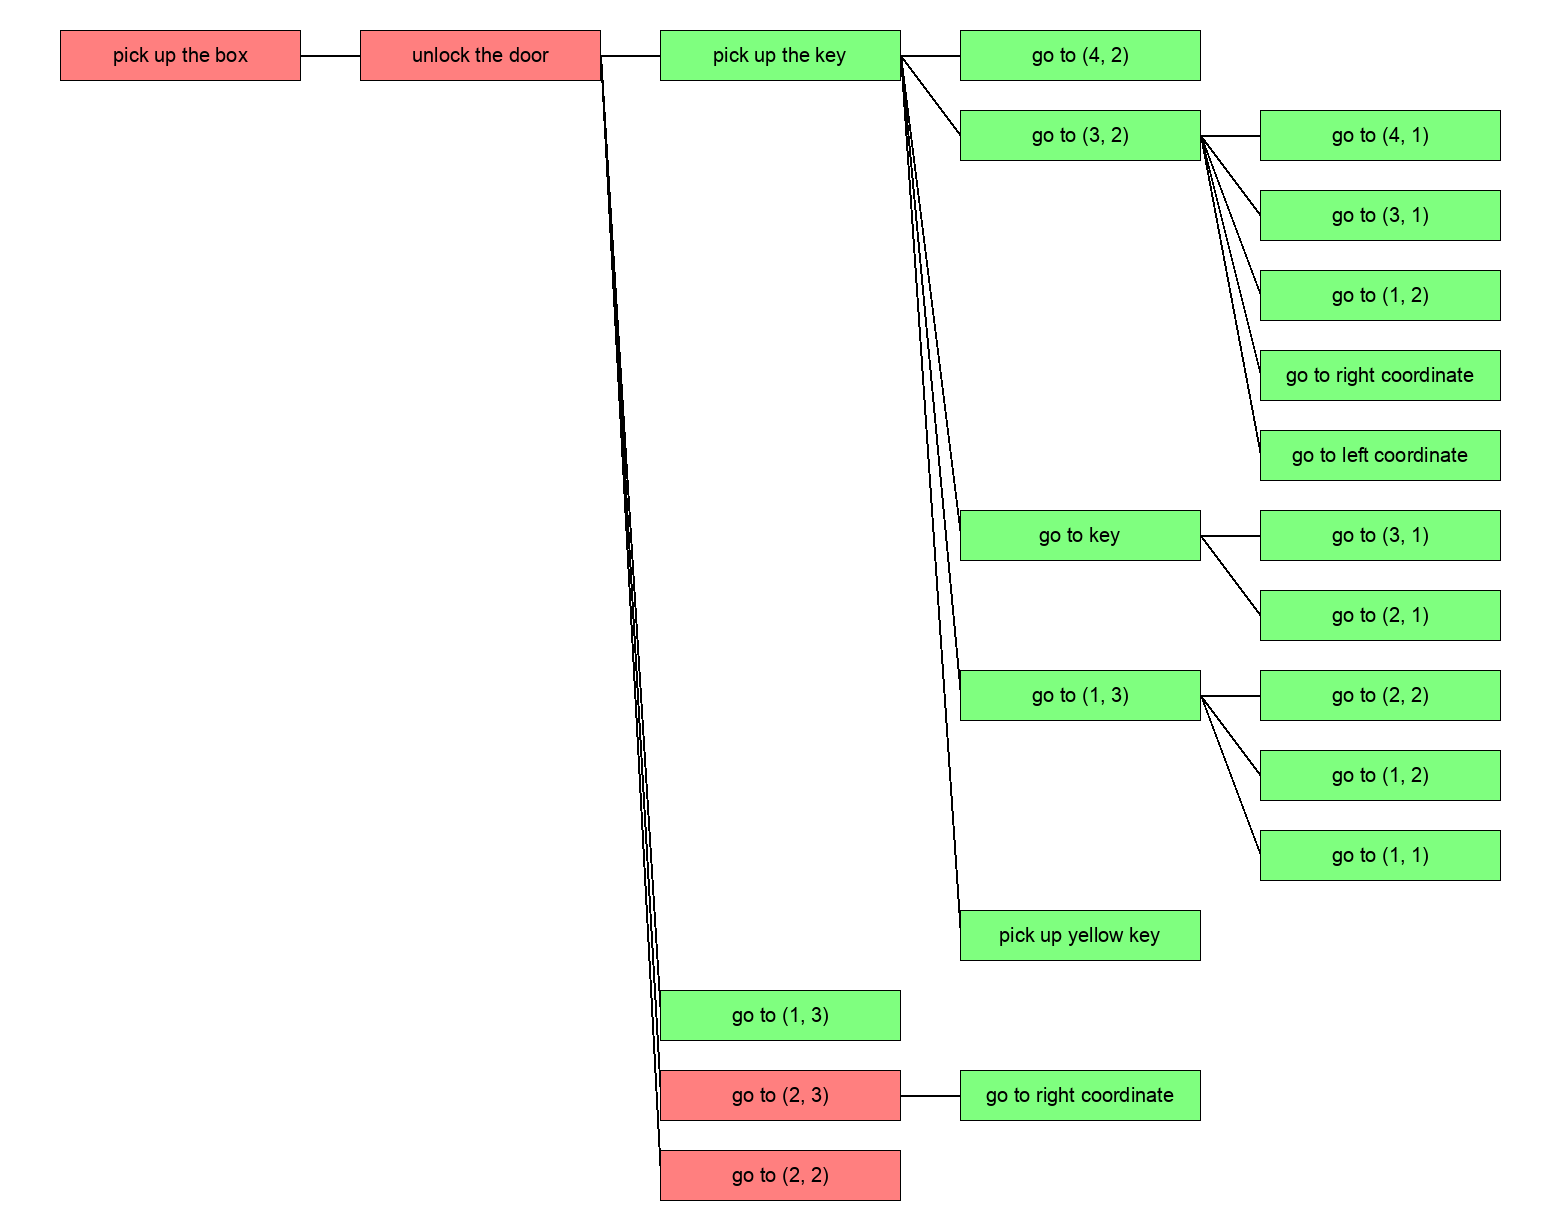 pick up the box
unlock the door
pick up the key
go to (4, 2)
go to (3, 2)
go to (4, 1)
go to (3, 1)
go to (1, 2)
go to right coordinate
go to left coordinate
go to key
go to (3, 1)
go to (2, 1)
go to (1, 3)
go to (2, 2)
go to (1, 2)
go to (1, 1)
pick up yellow key
go to (1, 3)
go to (2, 3)
go to right coordinate
go to (2, 2)